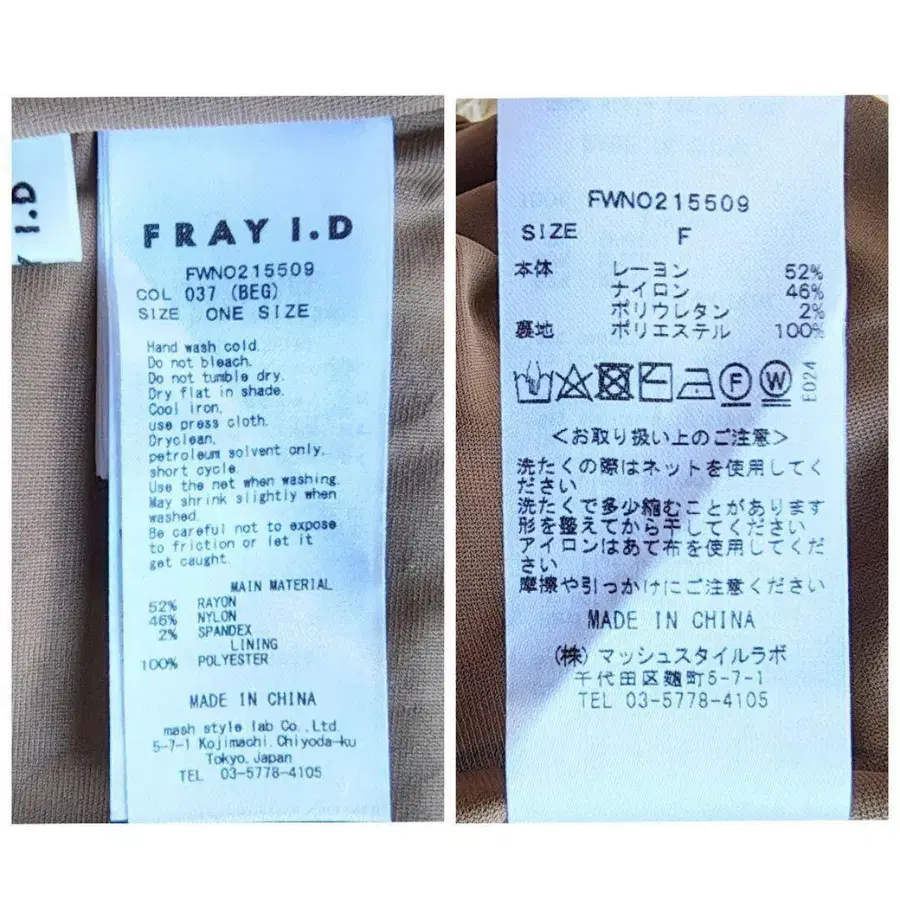 Y I.D
FRAY I.D
FWNO215509
COL 037 (BEG)
SIZE ONE SIZE
Hand wash cold.
Do not bleach.
Do not tumble dry.
Dry flat in shade.
Cool iron,
use press cloth.
Dryclean,
petroleum solvent only,
short cycle.
Use the net when washing.
May shrink slightly when
washed.
Be careful not to expose
to friction or let it
get caught.
MAIN MATERIAL
52% RAYON
46% NYLON
2% SPANDEX
LINING
100% POLYESTER
MADE IN CHINA
mash style lab Co.,Ltd.
5-7-1 Kojimachi,Chiyoda-ku
Tokyo,Japan
TEL 03-5778-4105
FWNO215509
SIZE F
本体 レーヨン 52%
ナイロン 46%
ポリウレタン 2%
裏地 ポリエステル 100%
F W E024
<お取り扱い上のご注意>
洗たくの際はネットを使用してく
ださい
洗たくで多少縮むことがあります
形を整えてから干してください
アイロンはあて布を使用してくだ
さい
摩擦や引っかけにご注意ください
MADE IN CHINA
(株)マッシュスタイルラボ
千代田区麹町5-7-1
TEL 03-5778-4105